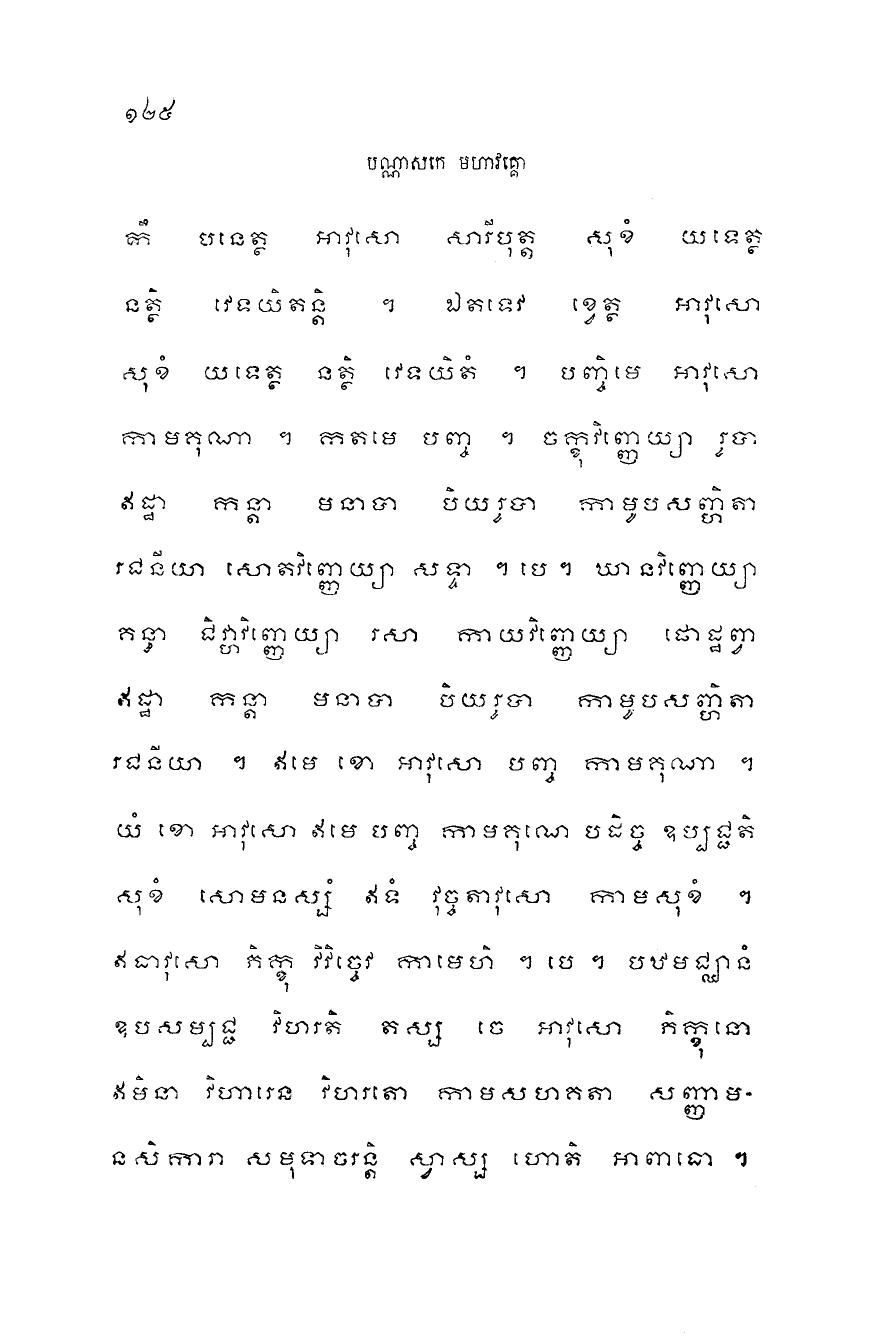 ១២៥
បណ្ណាសកេ មហាវគ្គោ
កឹ បនេត្ថ អាវុសោ សារីបុត្ត សុខំ យទេត្ថ
នត្ថិ វេទយិតន្តិ ។ ឯតទេវ ខ្វេត្ថ អាវុសោ
សុខំ យទេត្ថ នត្ថិ វេទយិតំ ។ បញ្ចិមេ អាវុសោ
កាមគុណា ។ កតមេ បញ្ច ។ ចក្ខុវិញ្ញេយ្យា រូបា
ឥដ្ឋា កន្តា មនាបា បិយរូបា កាមូបសញ្ហិតា
រជនីយា សោតវិញ្ញេយ្យា សទ្ទា ។ បេ ។ ឃានវិញ្ញេយ្យា
គន្ធា ជិវ្ហាវិញ្ញេយ្យា រសា កាយវិញ្ញេយ្យា ផោដ្ឋព្វា
ឥដ្ឋា កន្តា មនាបា បិយរូបា កាមូបសញ្ហិតា
រជនីយា ។ ឥមេ ខោ អាវុសោ បញ្ច កាមគុណា ។
យំ ខោ អាវុសោ ឥមេ បញ្ច កាមគុណេ បដិច្ច ឧប្បជ្ជតិ
សុខំ សោមនស្សំ ឥទំ វុច្ចតាវុសោ កាមសុខំ ។
ឥធាវុសោ ភិក្ខុ វិវិច្ចេវ កាមេហិ ។ បេ ។ បឋមជ្ឈានំ
ឧបសម្បជ្ជ វិហរតិ តស្ស ចេ អាវុសោ ភិក្ខុនោ
ឥមិនា វិហារេន វិហរតោ កាមសហគតា សញ្ញាម-
នសិការា សមុទាចរន្តិ ស្វាស្ស ហោតិ អាពាធោ ។